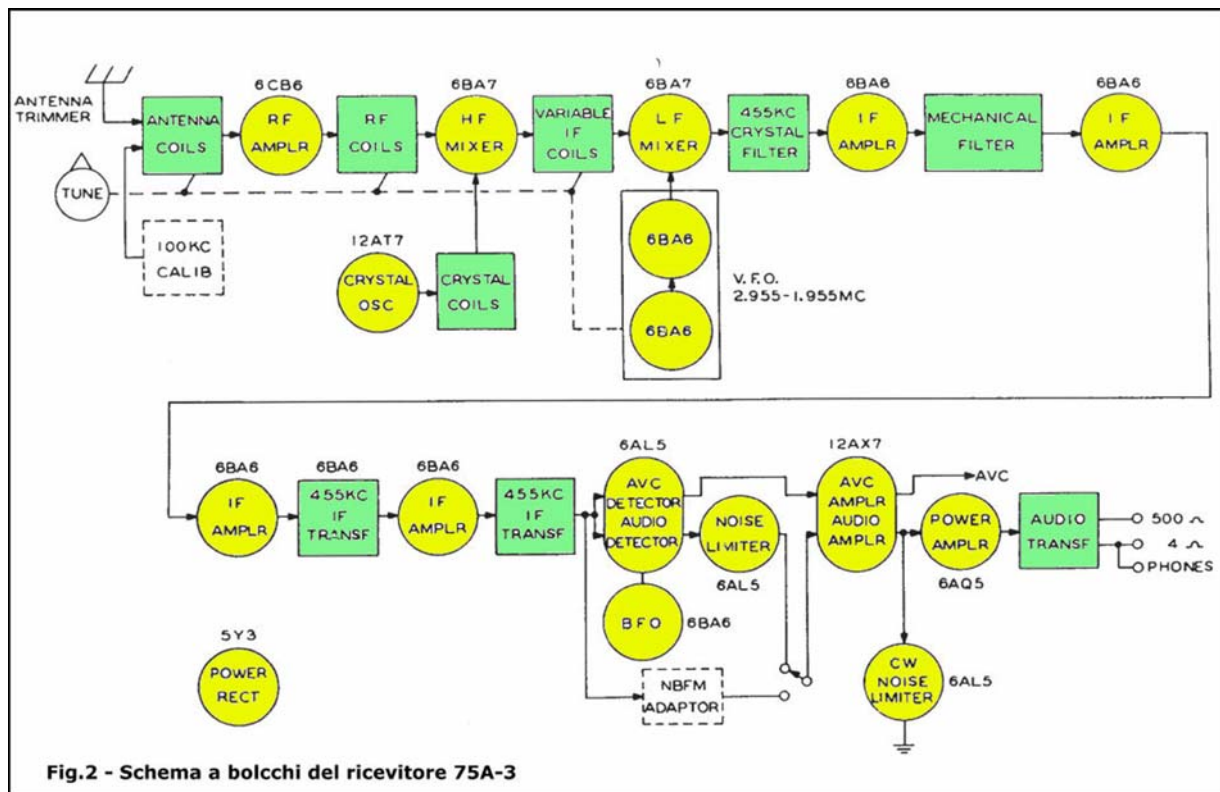 ANTENNA
TRIMMER
ANTENNA
COILS
6CB6
RF
AMPLR
RF
COILS
6BA7
HF
MIXER
VARIABLE
IF
COILS
6BA7
LF
MIXER
455KC
CRYSTAL
FILTER
6BA6
IF
AMPLR
MECHANICAL
FILTER
6BA6
IF
AMPLR
TUNE
100KC
CALIB
12AT7
CRYSTAL
OSC
CRYSTAL
COILS
6BA6
6BA6
V.F.O.
2.955-1.955MC
6BA6
IF
AMPLR
6BA6
455KC
IF
TRANSF
6BA6
IF
AMPLR
455KC
IF
TRANSF
6AL5
AVC
DETECTOR
AUDIO
DETECTOR
NOISE
LIMITER
6AL5
BFO
6BA6
12AX7
AVC
AMPLR
AUDIO
AMPLR
AVC
POWER
AMPLR
6AQ5
AUDIO
TRANSF
500 ~
4 ~
PHONES
5Y3
POWER
RECT
NBFM
ADAPTOR
CW
NOISE
LIMITER
6AL5
Fig.2 - Schema a bolcchi del ricevitore 75A-3